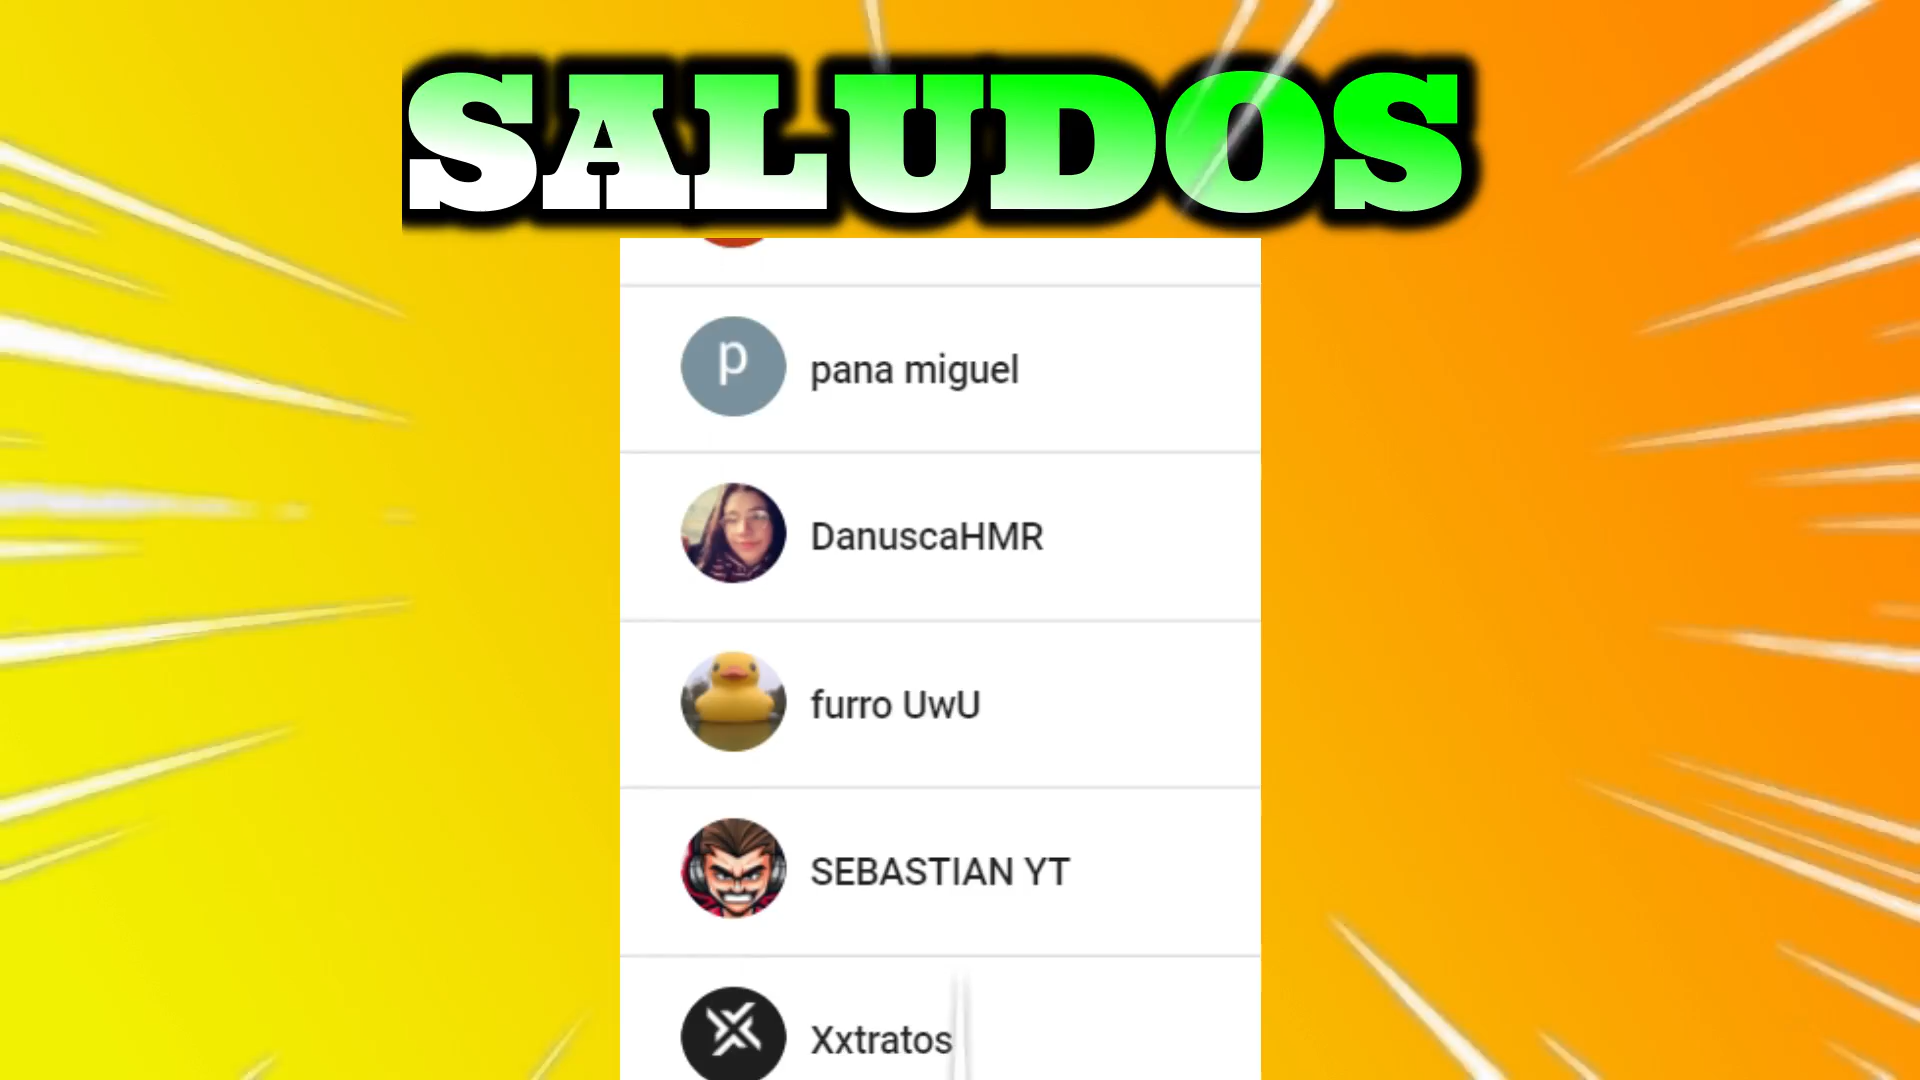 SALUDOS
p
pana miguel
DanuscaHMR
furro UwU
SEBASTIAN YT
Xxtratos